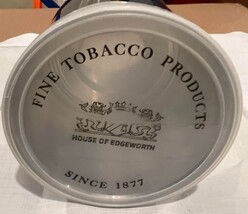 FINE TOBACCO PRODUCTS
HOUSE OF EDGEWORTH
SINCE 1877